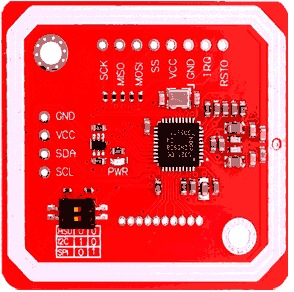 SCK MISO MOSI SS VCC GND IRQ RSTO
GND
VCC
SDA
SCL
PWR
HSU 0 0
I2C 1 0
SPI 0 1